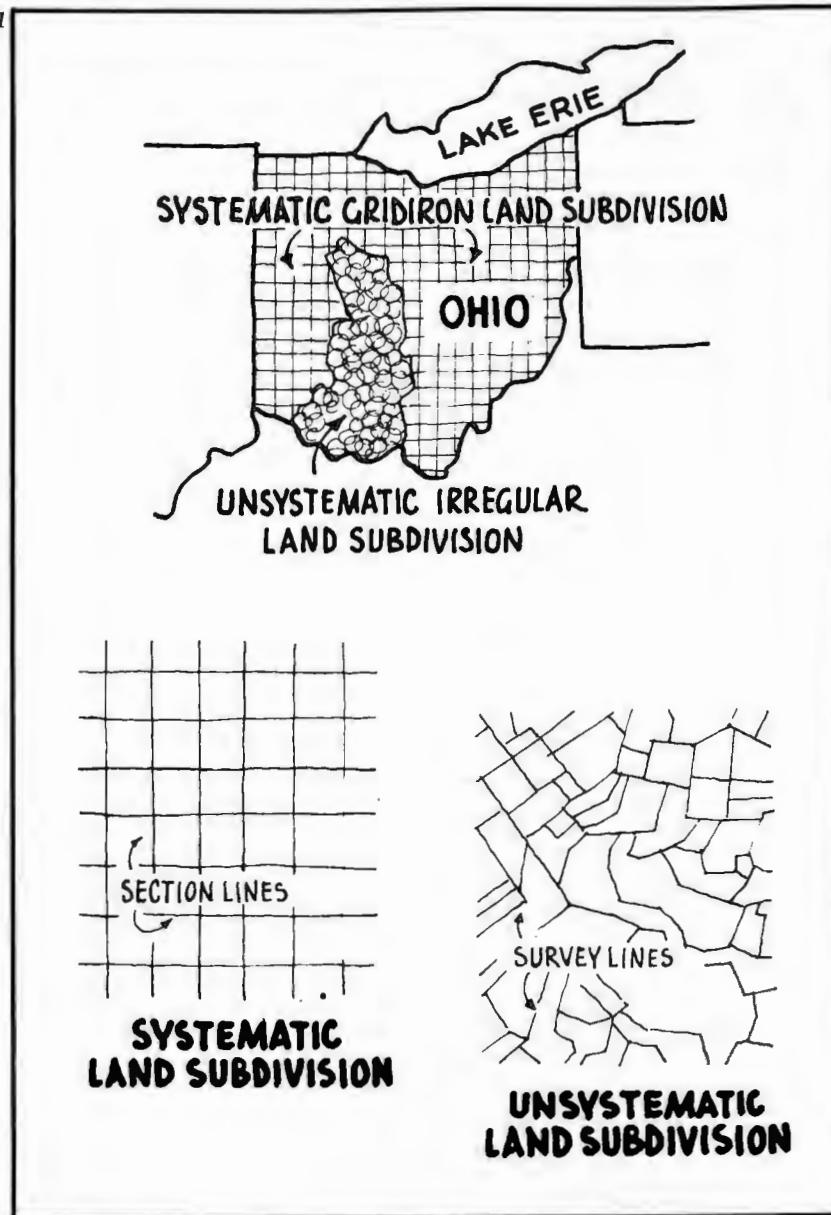 1
LAKE ERIE
SYSTEMATIC GRIDIRON LAND SUBDIVISION
OHIO
UNSYSTEMATIC IRREGULAR
LAND SUBDIVISION
SECTION LINES
SYSTEMATIC
LAND SUBDIVISION
SURVEY LINES
UNSYSTEMATIC
LAND SUBDIVISION